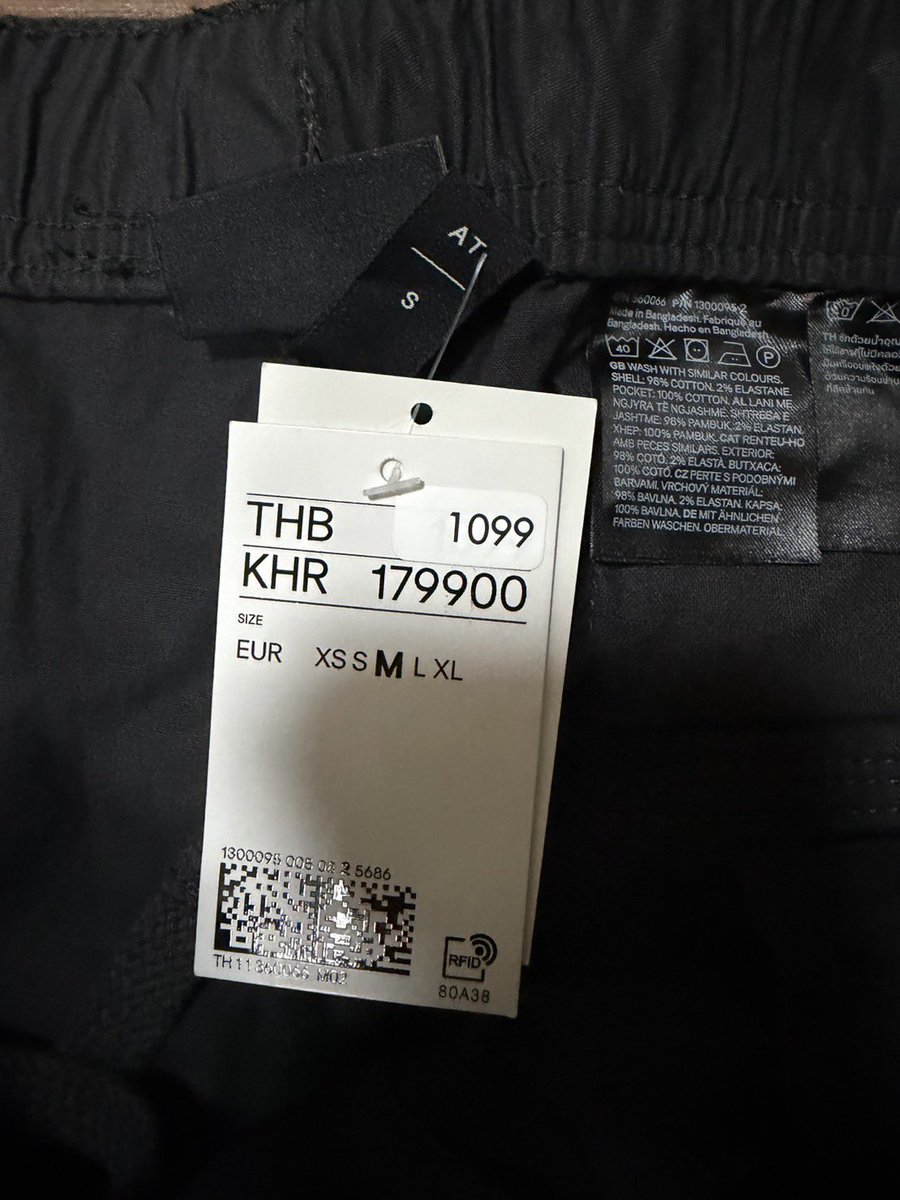 AT
S
THB 1099
KHR 179900
SIZE
EUR XS S M L XL
5686
RFID
80A38
Made in Bangladesh. Fabriqué au
Bangladesh. Hecho en Bangladesh.
40
P
GB WASH WITH SIMILAR COLOURS.
SHELL: 98% COTTON. 2% ELASTANE.
POCKET: 100% COTTON. AL LANI ME
NGJYRA TË NGJASHME. SHTRESA E
JASHTME: 98% PAMBUK. 2% ELASTAN.
XHEP: 100% PAMBUK. CAT RENTEU-HO
AMB PECES SIMILARS. EXTERIOR:
98% COTÓ. 2% ELASTÀ. BUTXACA:
100% COTÓ. CZ PERTE S PODOBNÝMI
BARVAMI. VRCHOVÝ MATERIÁL:
98% BAVLNA. 2% ELASTAN. KAPSA:
100% BAVLNA. DE MIT ÄHNLICHEN
FARBEN WASCHEN. OBERMATERIAL